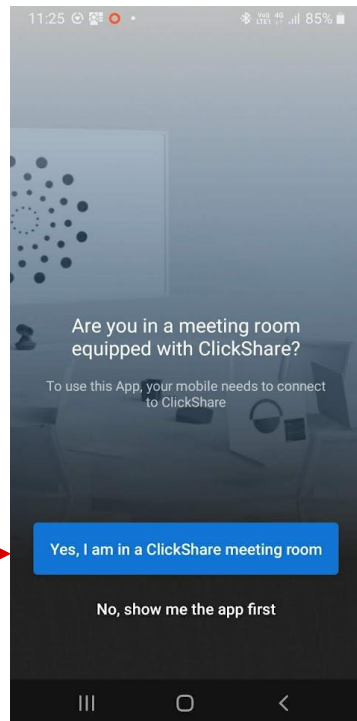 11:25
85%
Are you in a meeting room
equipped with ClickShare?
To use this App, your mobile needs to connect
to ClickShare
Yes, I am in a ClickShare meeting room
No, show me the app first